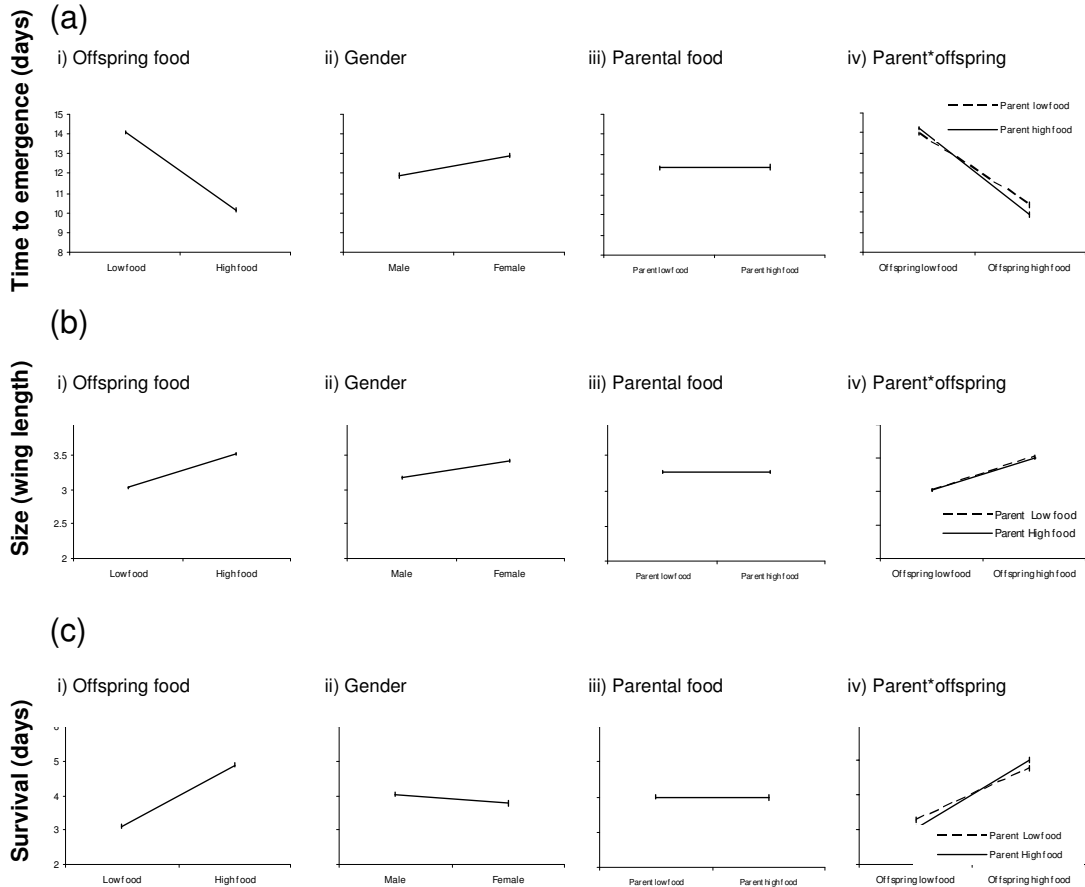 (a)
Time to emergence (days)
i) Offspring food
ii) Gender
iii) Parental food
iv) Parent*offspring
15
14
13
12
11
10
9
8
Low food
High food
Male
Female
Parent low food
Parent high food
Parent low food
Parent high food
Offspring low food
Offspring high food
(b)
Size (wing length)
i) Offspring food
ii) Gender
iii) Parental food
iv) Parent*offspring
3.5
3
2.5
2
Low food
High food
Male
Female
Parent low food
Parent high food
Parent Low food
Parent High food
Offspring low food
Offspring high food
(c)
Survival (days)
i) Offspring food
ii) Gender
iii) Parental food
iv) Parent*offspring
6
5
4
3
2
Low food
High food
Male
Female
Parent low food
Parent high food
Parent Low food
Parent High food
Offspring low food
Offspring high food